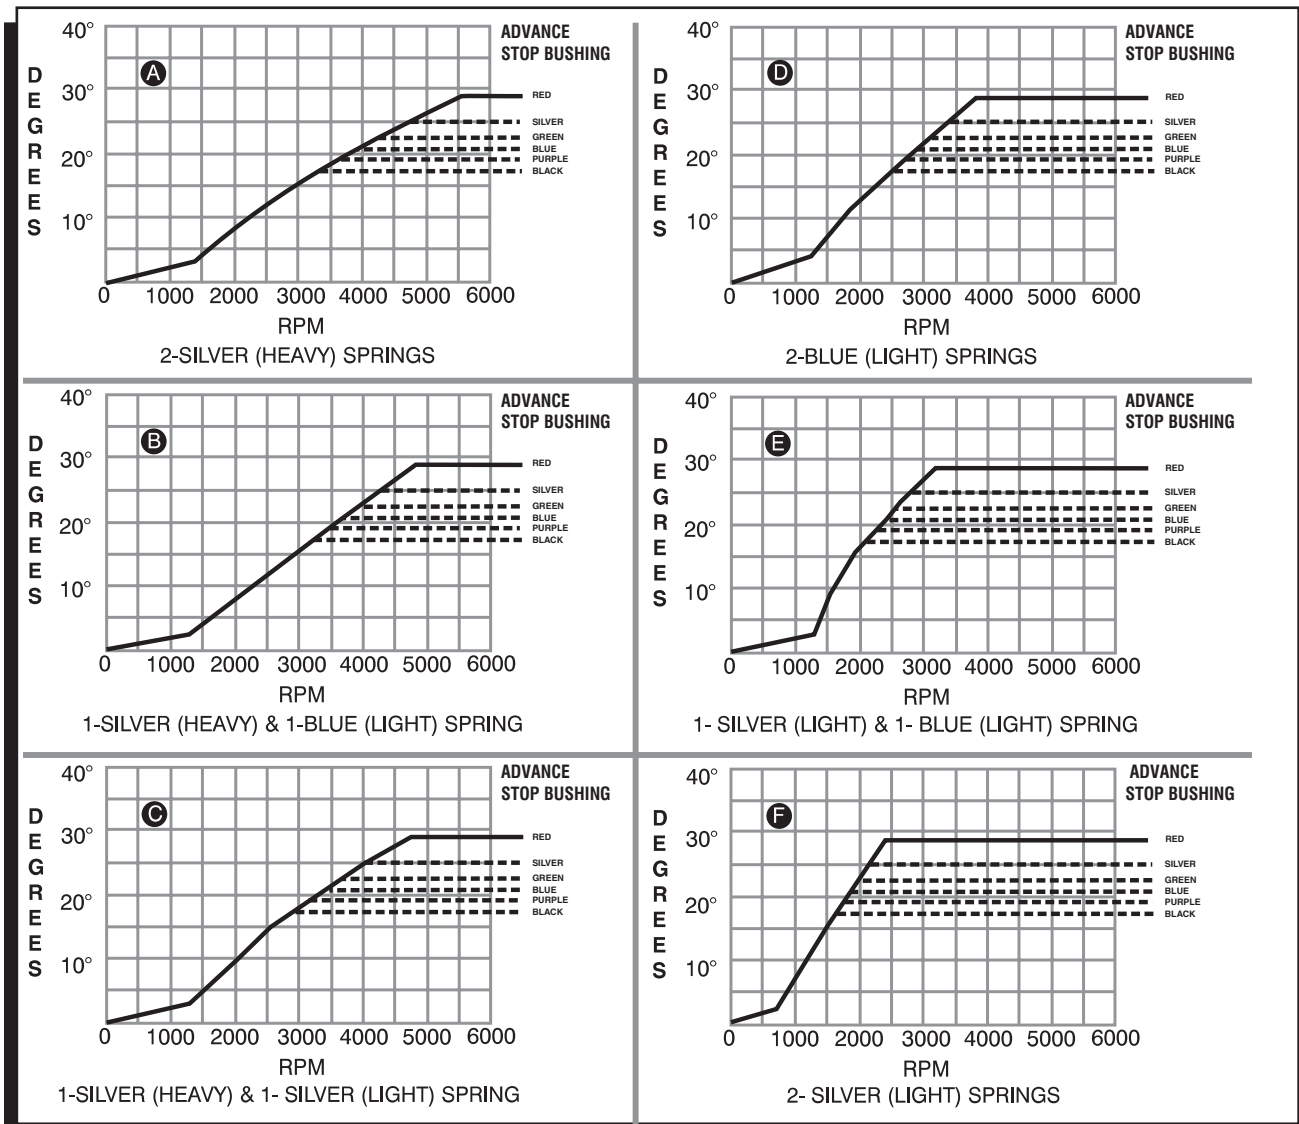 ADVANCE
STOP BUSHING
DEGREES
40°
30°
20°
10°
A
RED
SILVER
GREEN
BLUE
PURPLE
BLACK
0 1000 2000 3000 4000 5000 6000
RPM
2-SILVER (HEAVY) SPRINGS
ADVANCE
STOP BUSHING
DEGREES
40°
30°
20°
10°
D
RED
SILVER
GREEN
BLUE
PURPLE
BLACK
0 1000 2000 3000 4000 5000 6000
RPM
2-BLUE (LIGHT) SPRINGS
ADVANCE
STOP BUSHING
DEGREES
40°
30°
20°
10°
B
RED
SILVER
GREEN
BLUE
PURPLE
BLACK
0 1000 2000 3000 4000 5000 6000
RPM
1-SILVER (HEAVY) & 1-BLUE (LIGHT) SPRING
ADVANCE
STOP BUSHING
DEGREES
40°
30°
20°
10°
E
RED
SILVER
GREEN
BLUE
PURPLE
BLACK
0 1000 2000 3000 4000 5000 6000
RPM
1- SILVER (LIGHT) & 1- BLUE (LIGHT) SPRING
ADVANCE
STOP BUSHING
DEGREES
40°
30°
20°
10°
C
RED
SILVER
GREEN
BLUE
PURPLE
BLACK
0 1000 2000 3000 4000 5000 6000
RPM
1-SILVER (HEAVY) & 1- SILVER (LIGHT) SPRING
ADVANCE
STOP BUSHING
DEGREES
40°
30°
20°
10°
F
RED
SILVER
GREEN
BLUE
PURPLE
BLACK
0 1000 2000 3000 4000 5000 6000
RPM
2- SILVER (LIGHT) SPRINGS